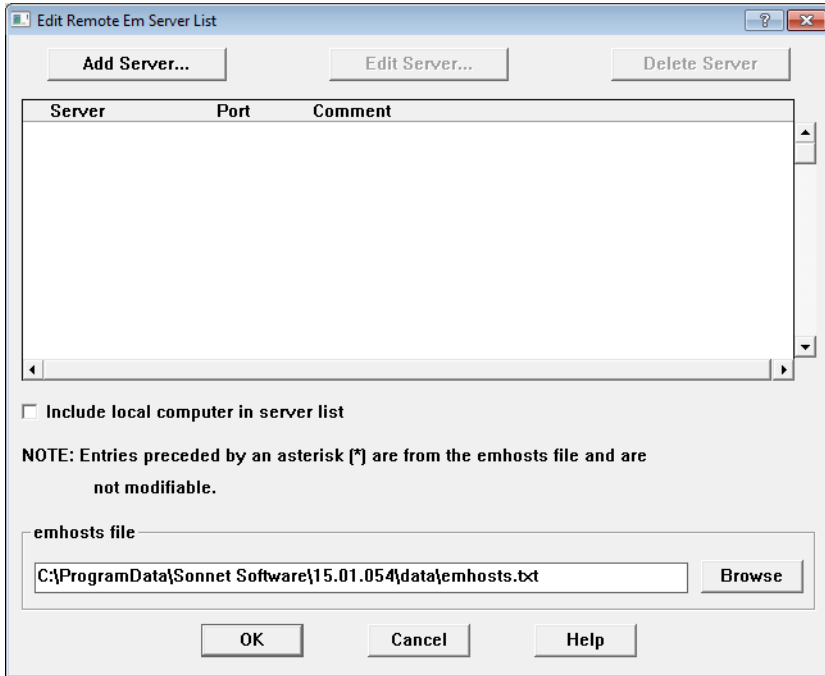 Edit Remote Em Server List
Add Server... Edit Server... Delete Server
Server Port Comment
Include local computer in server list
NOTE: Entries preceded by an asterisk (*) are from the emhosts file and are
not modifiable.
emhosts file
C:\ProgramData\Sonnet Software\15.01.054\data\emhosts.txt Browse
OK Cancel Help